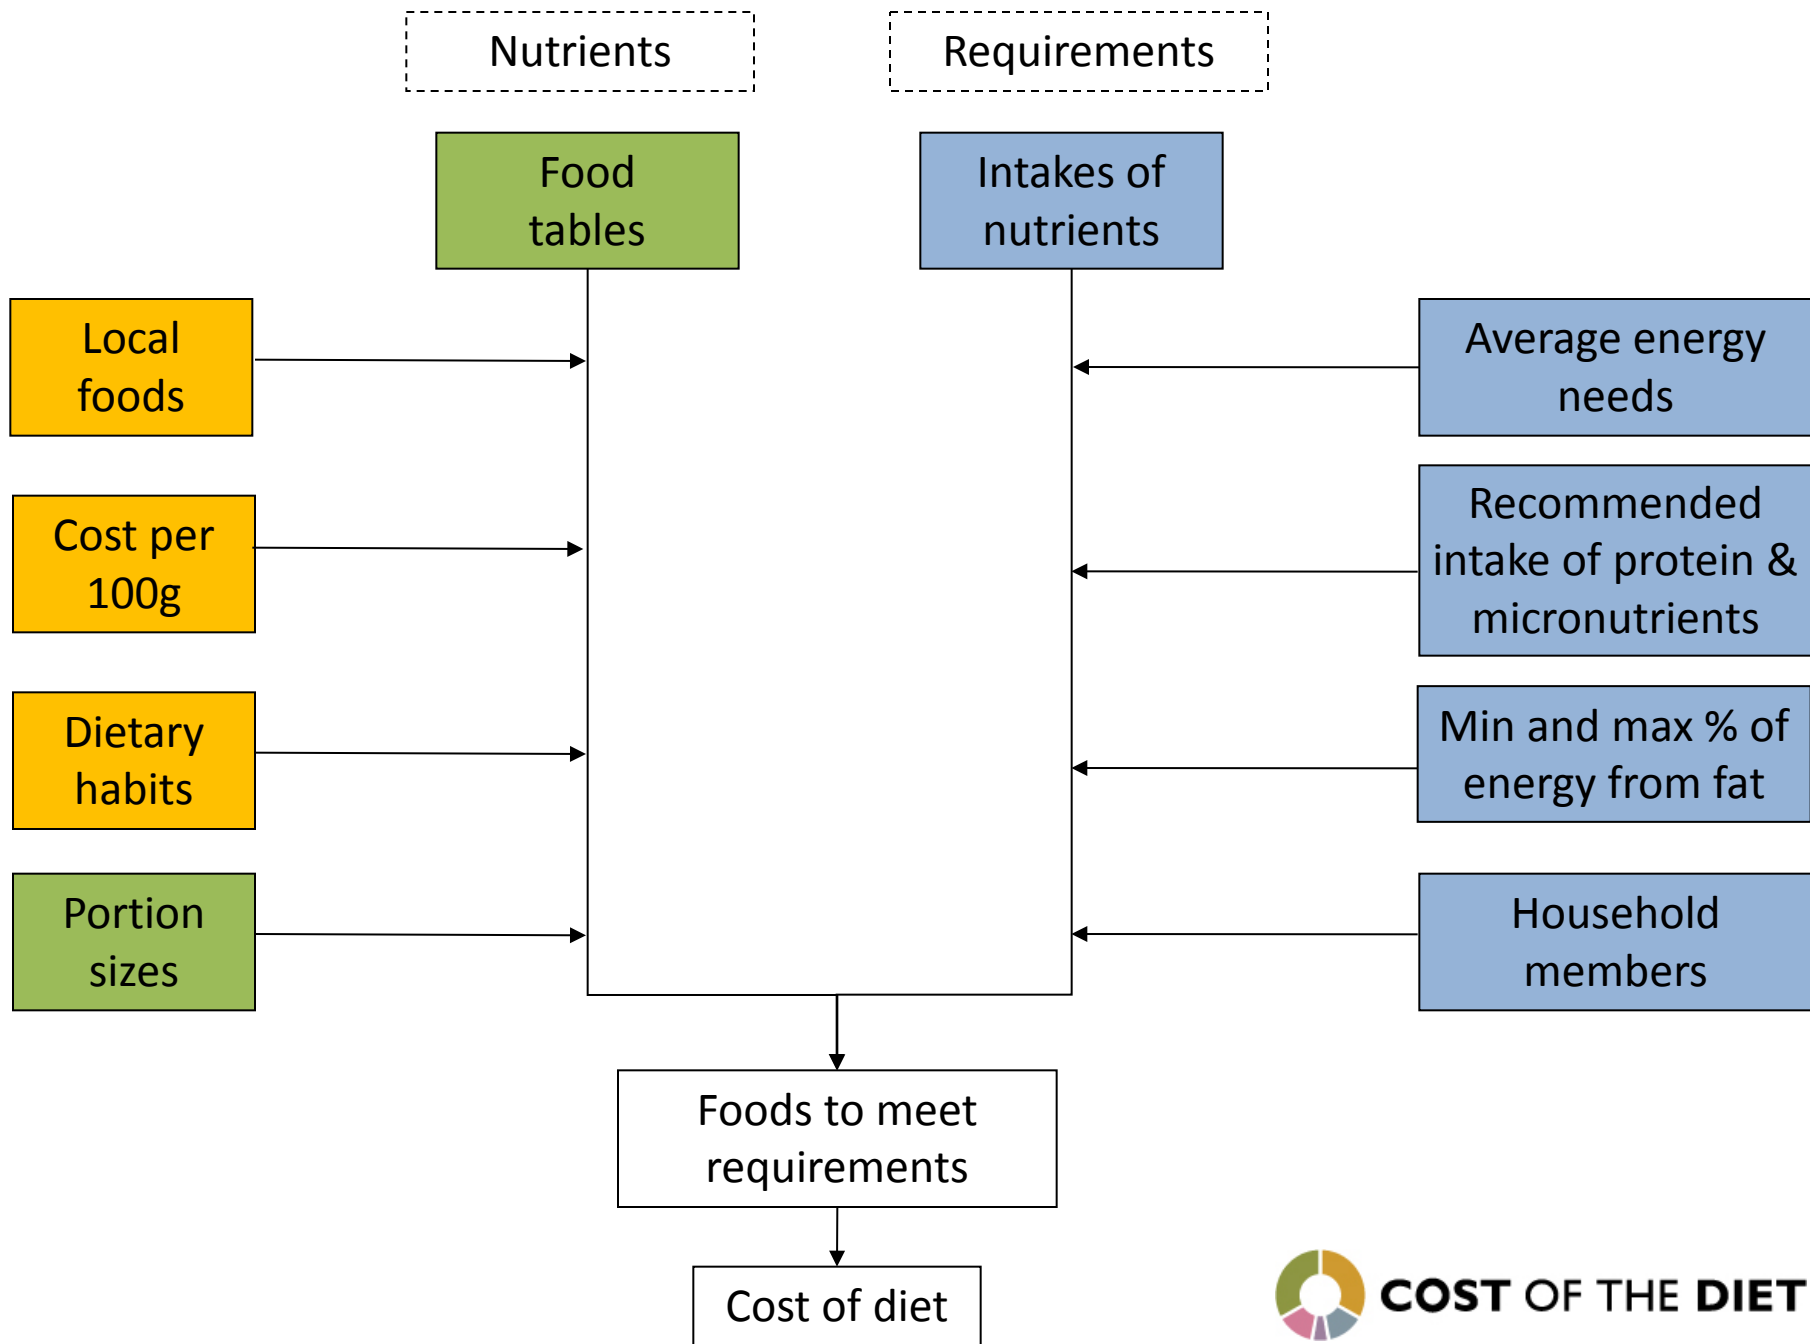 Nutrients
Requirements
Food
tables
Intakes of
nutrients
Local
foods
Average energy
needs
Cost per
100g
Recommended
intake of protein &
micronutrients
Dietary
habits
Min and max % of
energy from fat
Portion
sizes
Household
members
Foods to meet
requirements
Cost of diet
COST OF THE DIET